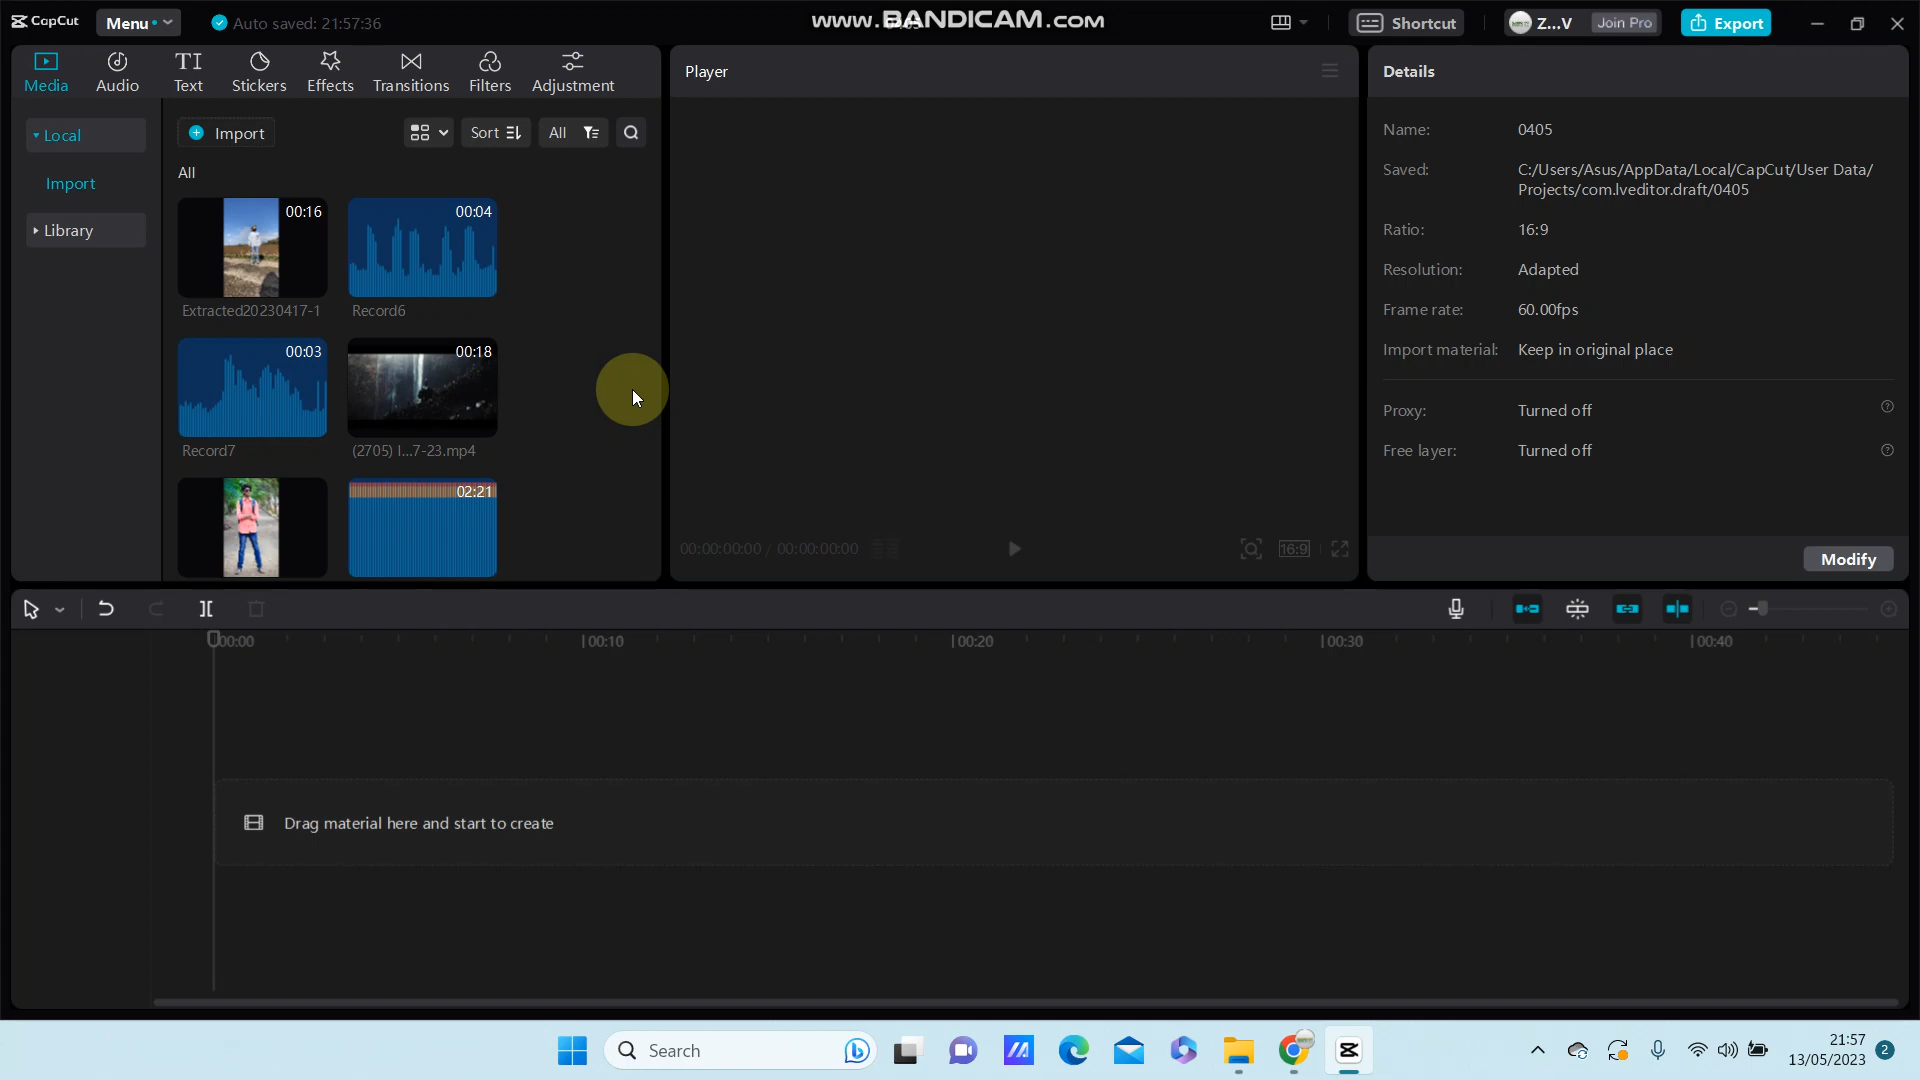 CapCut
Menu
Auto saved: 21:57:36
www.BANDICAM.com
Shortcut
Z...V
Join Pro
Export
Media
Audio
Text
Stickers
Effects
Transitions
Filters
Adjustment
Player
Details
Local
Import
Library
Import
Sort
All
All
00:16
Extracted20230417-1
00:04
Record6
00:03
Record7
00:18
(2705) I...7-23.mp4
02:21
00:00:00:00 / 00:00:00:00
16:9
Name: 0405
Saved: C:/Users/Asus/AppData/Local/CapCut/User Data/
Projects/com.lveditor.draft/0405
Ratio: 16:9
Resolution: Adapted
Frame rate: 60.00fps
Import material: Keep in original place
Proxy: Turned off
Free layer: Turned off
Modify
00:00
00:10
00:20
00:30
00:40
Drag material here and start to create
Search
21:57
13/05/2023
2